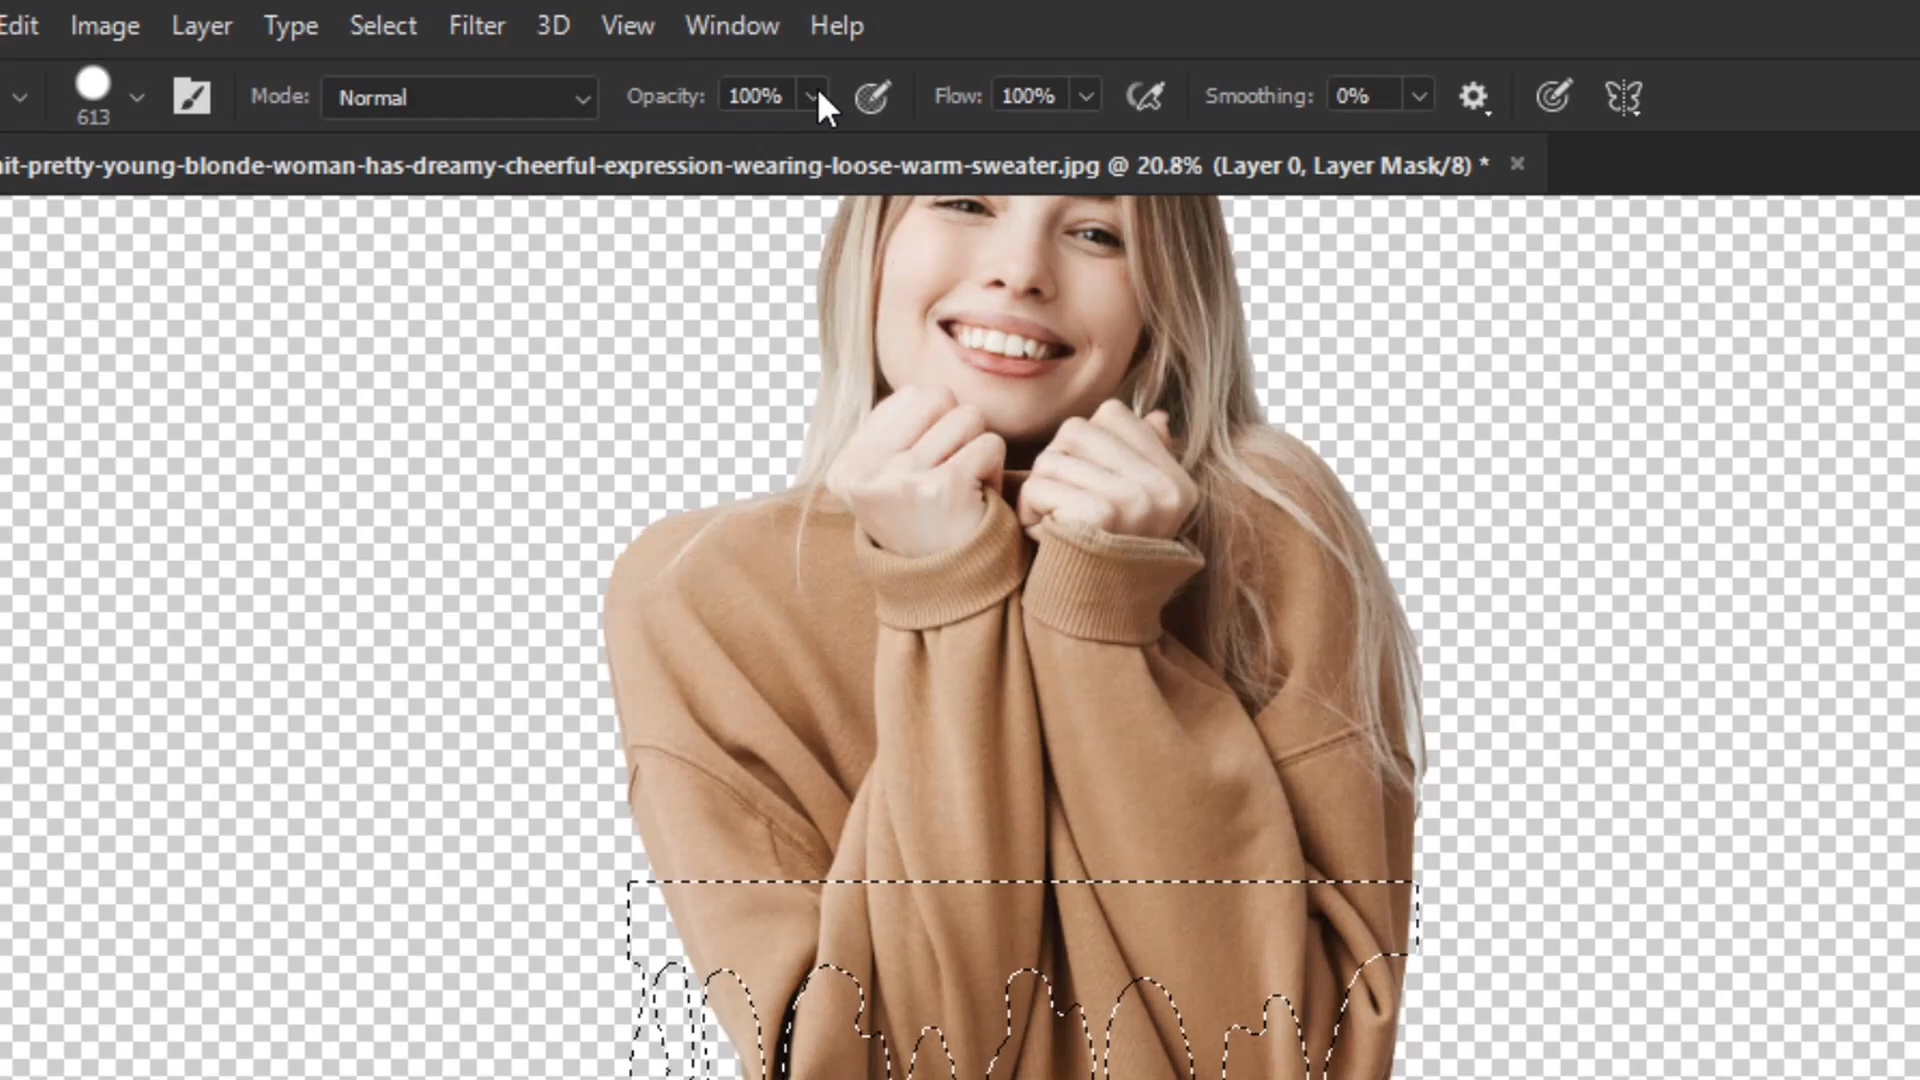 Edit Image Layer Type Select Filter 3D View Window Help
613 Mode: Normal Opacity: 100% Flow: 100% Smoothing: 0%
it-pretty-young-blonde-woman-has-dreamy-cheerful-expression-wearing-loose-warm-sweater.jpg @ 20.8% (Layer 0, Layer Mask/8) *